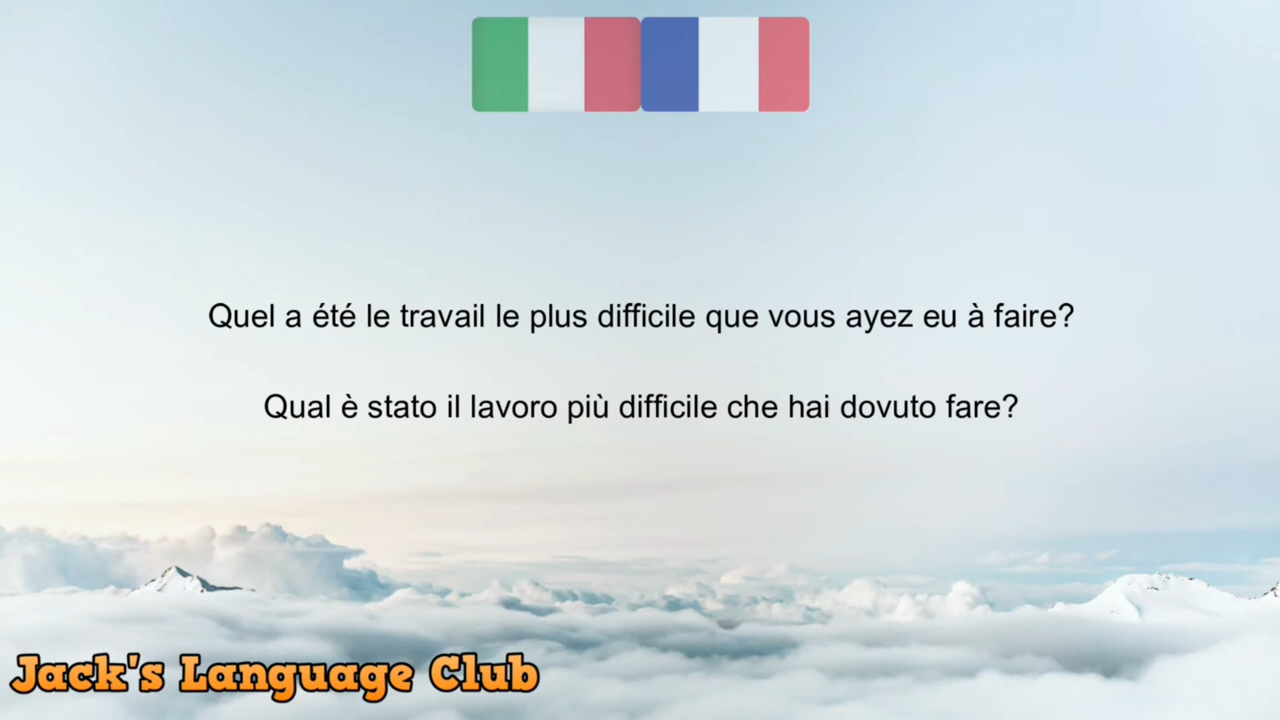 Quel a été le travail le plus difficile que vous ayez eu à faire?
Qual è stato il lavoro più difficile che hai dovuto fare?
Jack's Language Club